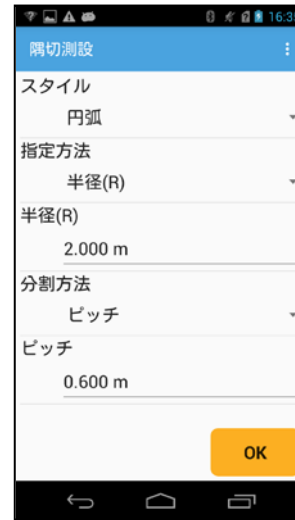 16:3
隅切測設
スタイル
円弧
指定方法
半径(R)
半径(R)
2.000 m
分割方法
ピッチ
ピッチ
0.600 m
OK